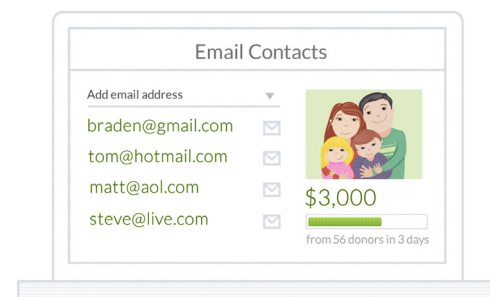 Email Contacts
Add email address
braden@gmail.com
tom@hotmail.com
matt@aol.com
steve@live.com
$3,000
from 56 donors in 3 days